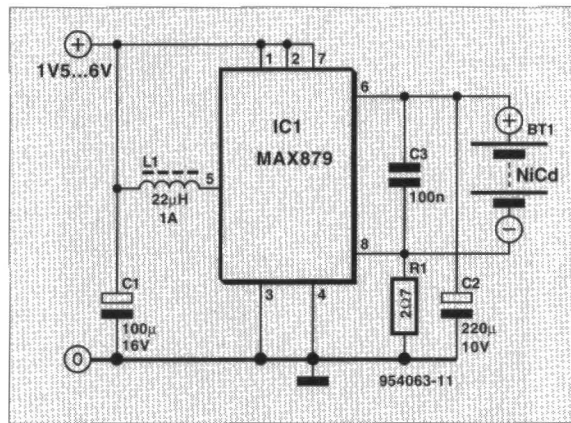 +
1V5...6V
1 2 7
IC1
MAX879
6
+
BT1
C3
L1
5
NiCd
22µH
1A
100n
8
−
R1
C1
C2
3
4
2Ω7
100µ
16V
220µ
10V
0
954063-11